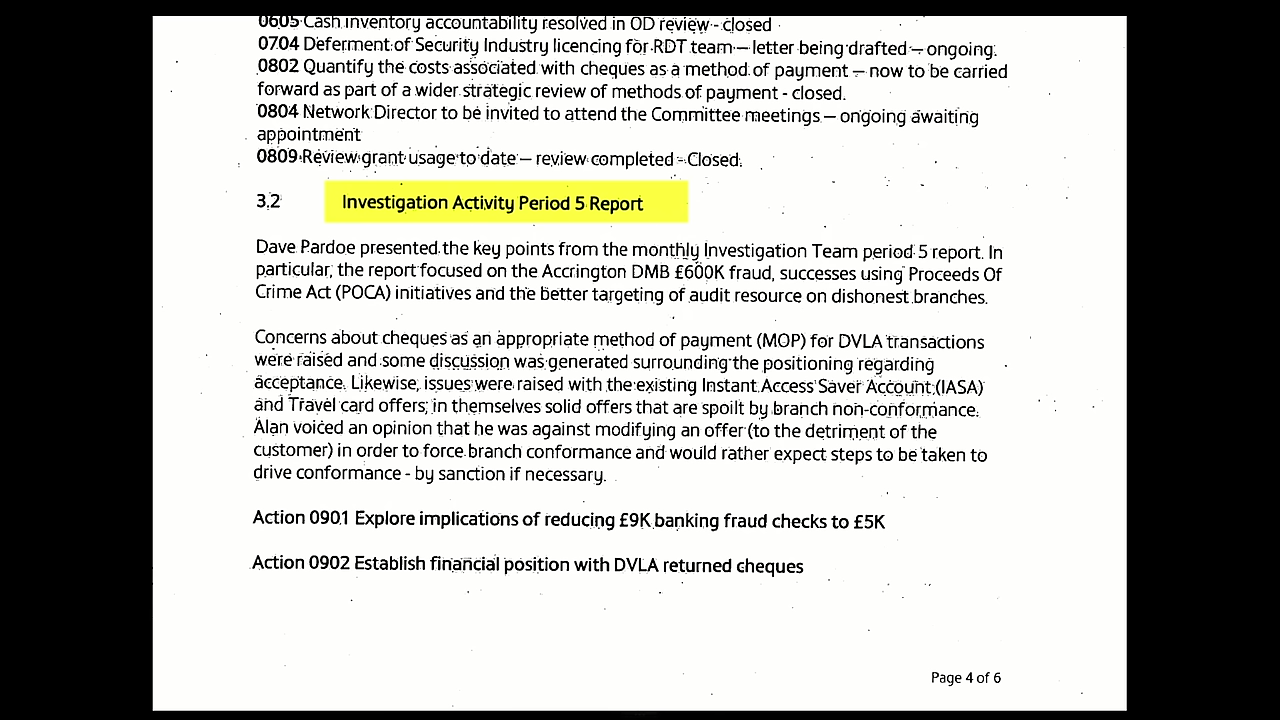 0605 Cash inventory accountability resolved in OD review - closed
0704 Deferment of Security Industry licencing for RDT team – letter being drafted – ongoing.
0802 Quantify the costs associated with cheques as a method of payment – now to be carried
forward as part of a wider strategic review of methods of payment - closed.
0804 Network Director to be invited to attend the Committee meetings – ongoing awaiting
appointment
0809 Review grant usage to date – review completed - Closed.
3.2 Investigation Activity Period 5 Report
Dave Pardoe presented the key points from the monthly Investigation Team period 5 report. In
particular, the report focused on the Accrington DMB £600K fraud, successes using Proceeds Of
Crime Act (POCA) initiatives and the better targeting of audit resource on dishonest branches.
Concerns about cheques as an appropriate method of payment (MOP) for DVLA transactions
were raised and some discussion was generated surrounding the positioning regarding
acceptance. Likewise, issues were raised with the existing Instant Access Saver Account (IASA)
and Travel card offers; in themselves solid offers that are spoilt by branch non-conformance.
Alan voiced an opinion that he was against modifying an offer (to the detriment of the
customer) in order to force branch conformance and would rather expect steps to be taken to
drive conformance - by sanction if necessary.
Action 0901 Explore implications of reducing £9K banking fraud checks to £5K
Action 0902 Establish financial position with DVLA returned cheques
Page 4 of 6